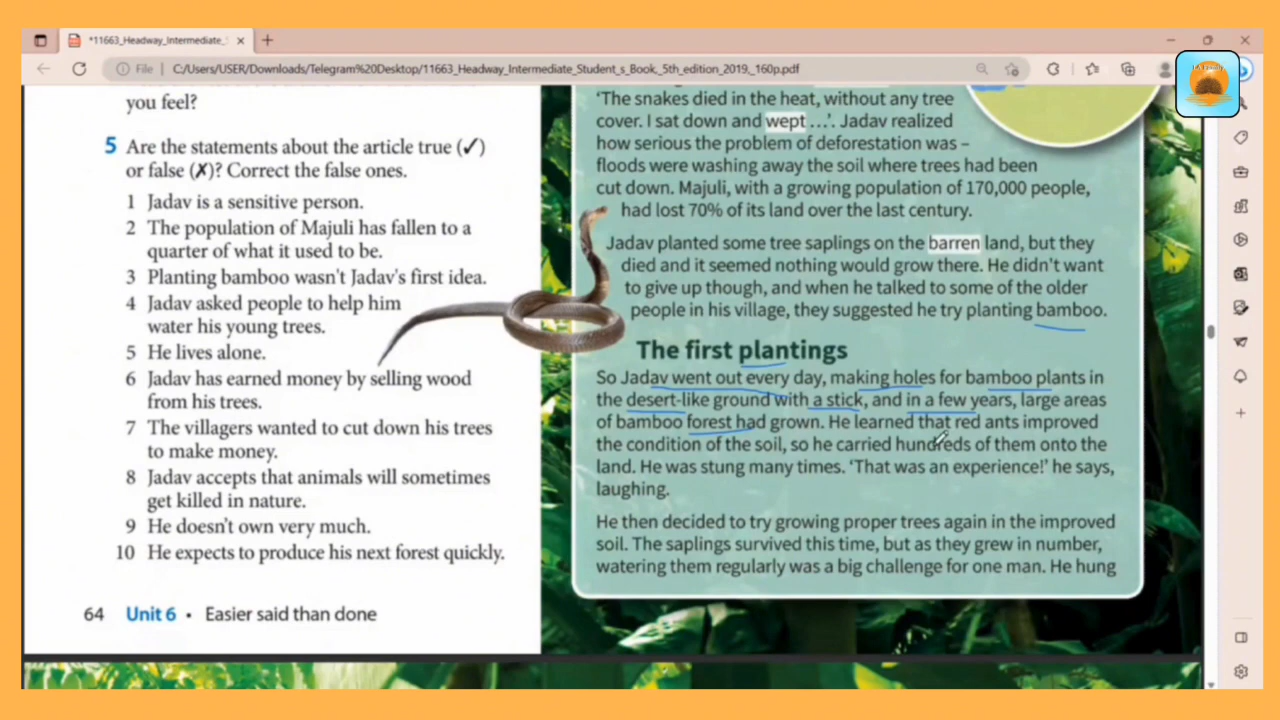 *11663_Headway_Intermediate_
File
C:/Users/USER/Downloads/Telegram%20Desktop/11663_Headway_Intermediate_Student_s_Book,_5th_edition_2019,_160p.pdf
you feel?
5 Are the statements about the article true (✓)
or false (✗)? Correct the false ones.
1 Jadav is a sensitive person.
2 The population of Majuli has fallen to a
quarter of what it used to be.
3 Planting bamboo wasn't Jadav's first idea.
4 Jadav asked people to help him
water his young trees.
5 He lives alone.
6 Jadav has earned money by selling wood
from his trees.
7 The villagers wanted to cut down his trees
to make money.
8 Jadav accepts that animals will sometimes
get killed in nature.
9 He doesn't own very much.
10 He expects to produce his next forest quickly.
64 Unit 6 • Easier said than done
'The snakes died in the heat, without any tree
cover. I sat down and wept …'. Jadav realized
how serious the problem of deforestation was –
floods were washing away the soil where trees had been
cut down. Majuli, with a growing population of 170,000 people,
had lost 70% of its land over the last century.
Jadav planted some tree saplings on the barren land, but they
died and it seemed nothing would grow there. He didn't want
to give up though, and when he talked to some of the older
people in his village, they suggested he try planting bamboo.
The first plantings
So Jadav went out every day, making holes for bamboo plants in
the desert-like ground with a stick, and in a few years, large areas
of bamboo forest had grown. He learned that red ants improved
the condition of the soil, so he carried hundreds of them onto the
land. He was stung many times. 'That was an experience!' he says,
laughing.
He then decided to try growing proper trees again in the improved
soil. The saplings survived this time, but as they grew in number,
watering them regularly was a big challenge for one man. He hung